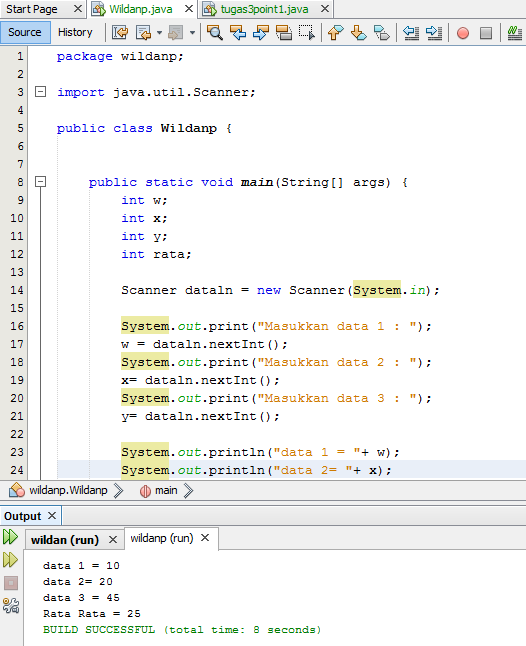 Start Page Wildanp.java tugas3point1.java
Source History
1 package wildanp;
2
3 import java.util.Scanner;
4
5 public class Wildanp {
6
7
8 public static void main(String[] args) {
9 int w;
10 int x;
11 int y;
12 int rata;
13
14 Scanner dataln = new Scanner(System.in);
15
16 System.out.print("Masukkan data 1 : ");
17 w = dataln.nextInt();
18 System.out.print("Masukkan data 2 : ");
19 x= dataln.nextInt();
20 System.out.print("Masukkan data 3 : ");
21 y= dataln.nextInt();
22
23 System.out.println("data 1 = "+ w);
24 System.out.println("data 2= "+ x);
wildanp.Wildanp main
Output
wildan (run) wildanp (run)
data 1 = 10
data 2= 20
data 3 = 45
Rata Rata = 25
BUILD SUCCESSFUL (total time: 8 seconds)